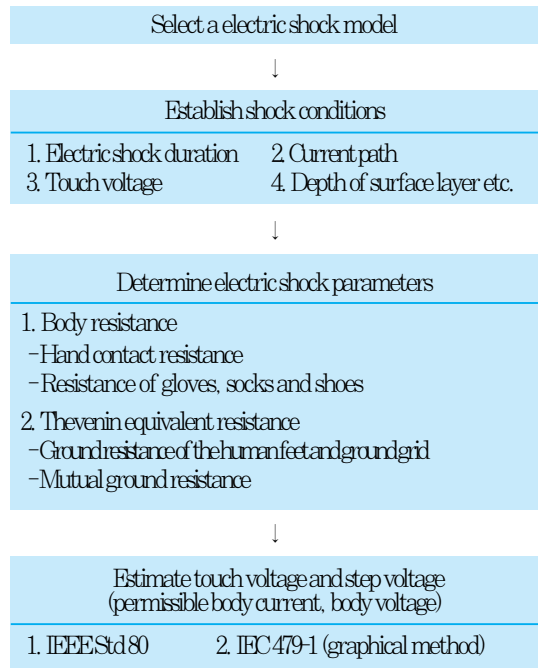 Select a electric shock model
↓
Establish shock conditions
1. Electric shock duration 2. Current path
3. Touch voltage 4. Depth of surface layer etc.
↓
Determine electric shock parameters
1. Body resistance
-Hand contact resistance
-Resistance of gloves, socks and shoes
2. Thevenin equivalent resistance
-Ground resistance of the human feet and ground grid
-Mutual ground resistance
↓
Estimate touch voltage and step voltage
(permissible body current, body voltage)
1. IEEE Std 80 2. IEC 479-1 (graphical method)